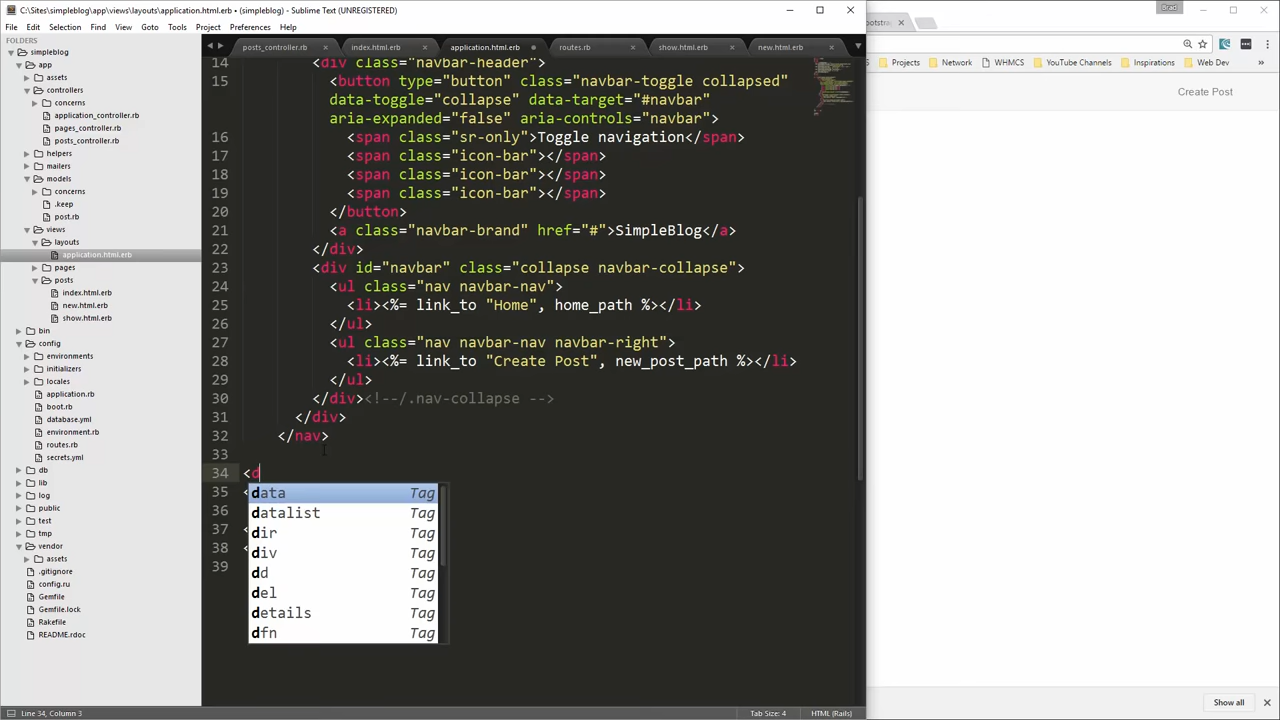 C:\Sites\simpleblog\app\views\layouts\application.html.erb • (simpleblog) - Sublime Text (UNREGISTERED)
Brad
File Edit Selection Find View Goto Tools Project Preferences Help
FOLDERS
simpleblog
app
assets
controllers
concerns
application_controller.rb
pages_controller.rb
posts_controller.rb
helpers
mailers
models
concerns
.keep
post.rb
views
layouts
application.html.erb
pages
posts
index.html.erb
new.html.erb
show.html.erb
bin
config
environments
initializers
locales
application.rb
boot.rb
database.yml
environment.rb
routes.rb
secrets.yml
db
lib
log
public
test
tmp
vendor
assets
.gitignore
config.ru
Gemfile
Gemfile.lock
Rakefile
README.rdoc
posts_controller.rb index.html.erb application.html.erb routes.rb show.html.erb new.html.erb
14 <div class="navbar-header">
15 <button type="button" class="navbar-toggle collapsed"
data-toggle="collapse" data-target="#navbar"
aria-expanded="false" aria-controls="navbar">
16 <span class="sr-only">Toggle navigation</span>
17 <span class="icon-bar"></span>
18 <span class="icon-bar"></span>
19 <span class="icon-bar"></span>
20 </button>
21 <a class="navbar-brand" href="#">SimpleBlog</a>
22 </div>
23 <div id="navbar" class="collapse navbar-collapse">
24 <ul class="nav navbar-nav">
25 <li><%= link_to "Home", home_path %></li>
26 </ul>
27 <ul class="nav navbar-nav navbar-right">
28 <li><%= link_to "Create Post", new_post_path %></li>
29 </ul>
30 </div><!--/.nav-collapse -->
31 </div>
32 </nav>
33
34 <d
35 <
36
37 <
38 <
39
data Tag
datalist Tag
dir Tag
div Tag
dd Tag
del Tag
details Tag
dfn Tag
Line 34, Column 3
Tab Size: 4
HTML (Rails)
Projects Network WHMCS YouTube Channels Inspirations Web Dev
Create Post
Show all